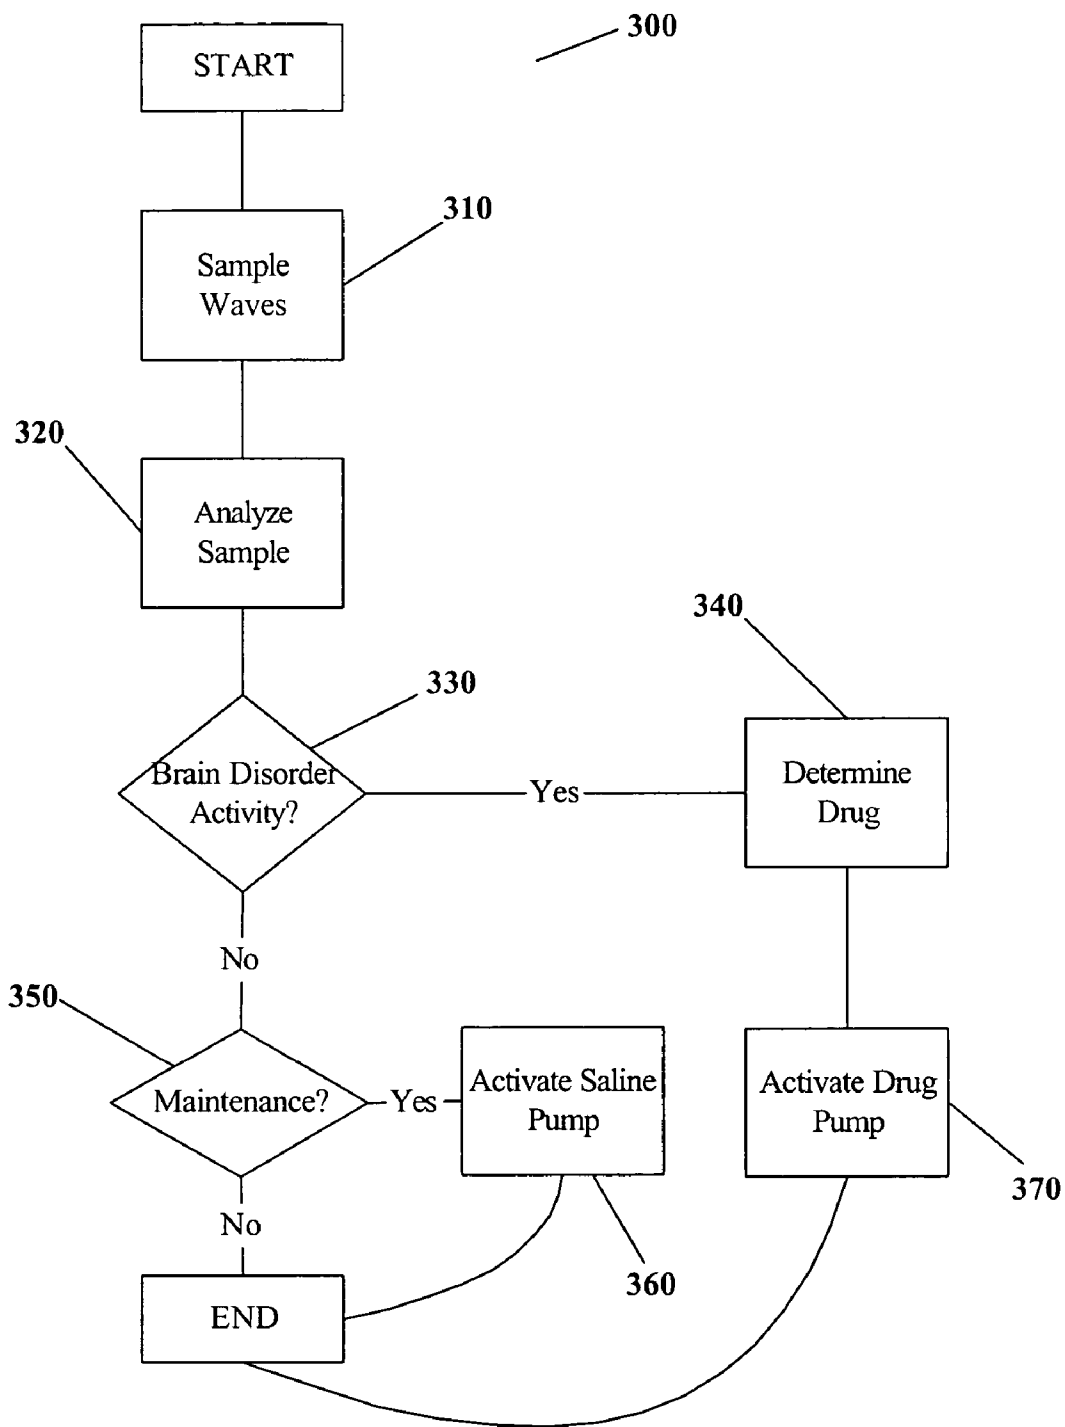 300
START
310
Sample
Waves
320
Analyze
Sample
340
330
Brain Disorder
Activity?
Yes
Determine
Drug
No
350
Maintenance?
Yes
Activate Saline
Pump
Activate Drug
Pump
370
No
360
END